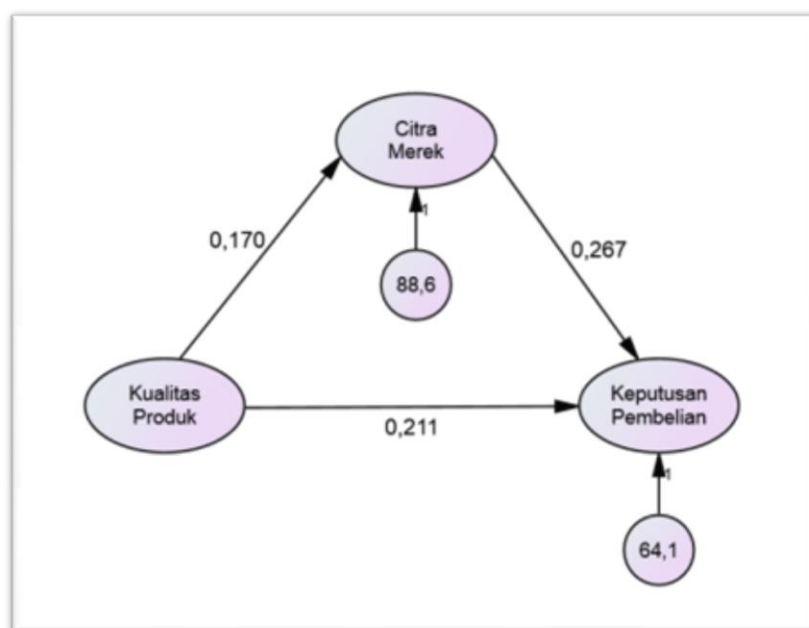 Citra
Merek
1
0,170
0,267
88,6
Kualitas
Produk
Keputusan
Pembelian
0,211
1
64,1